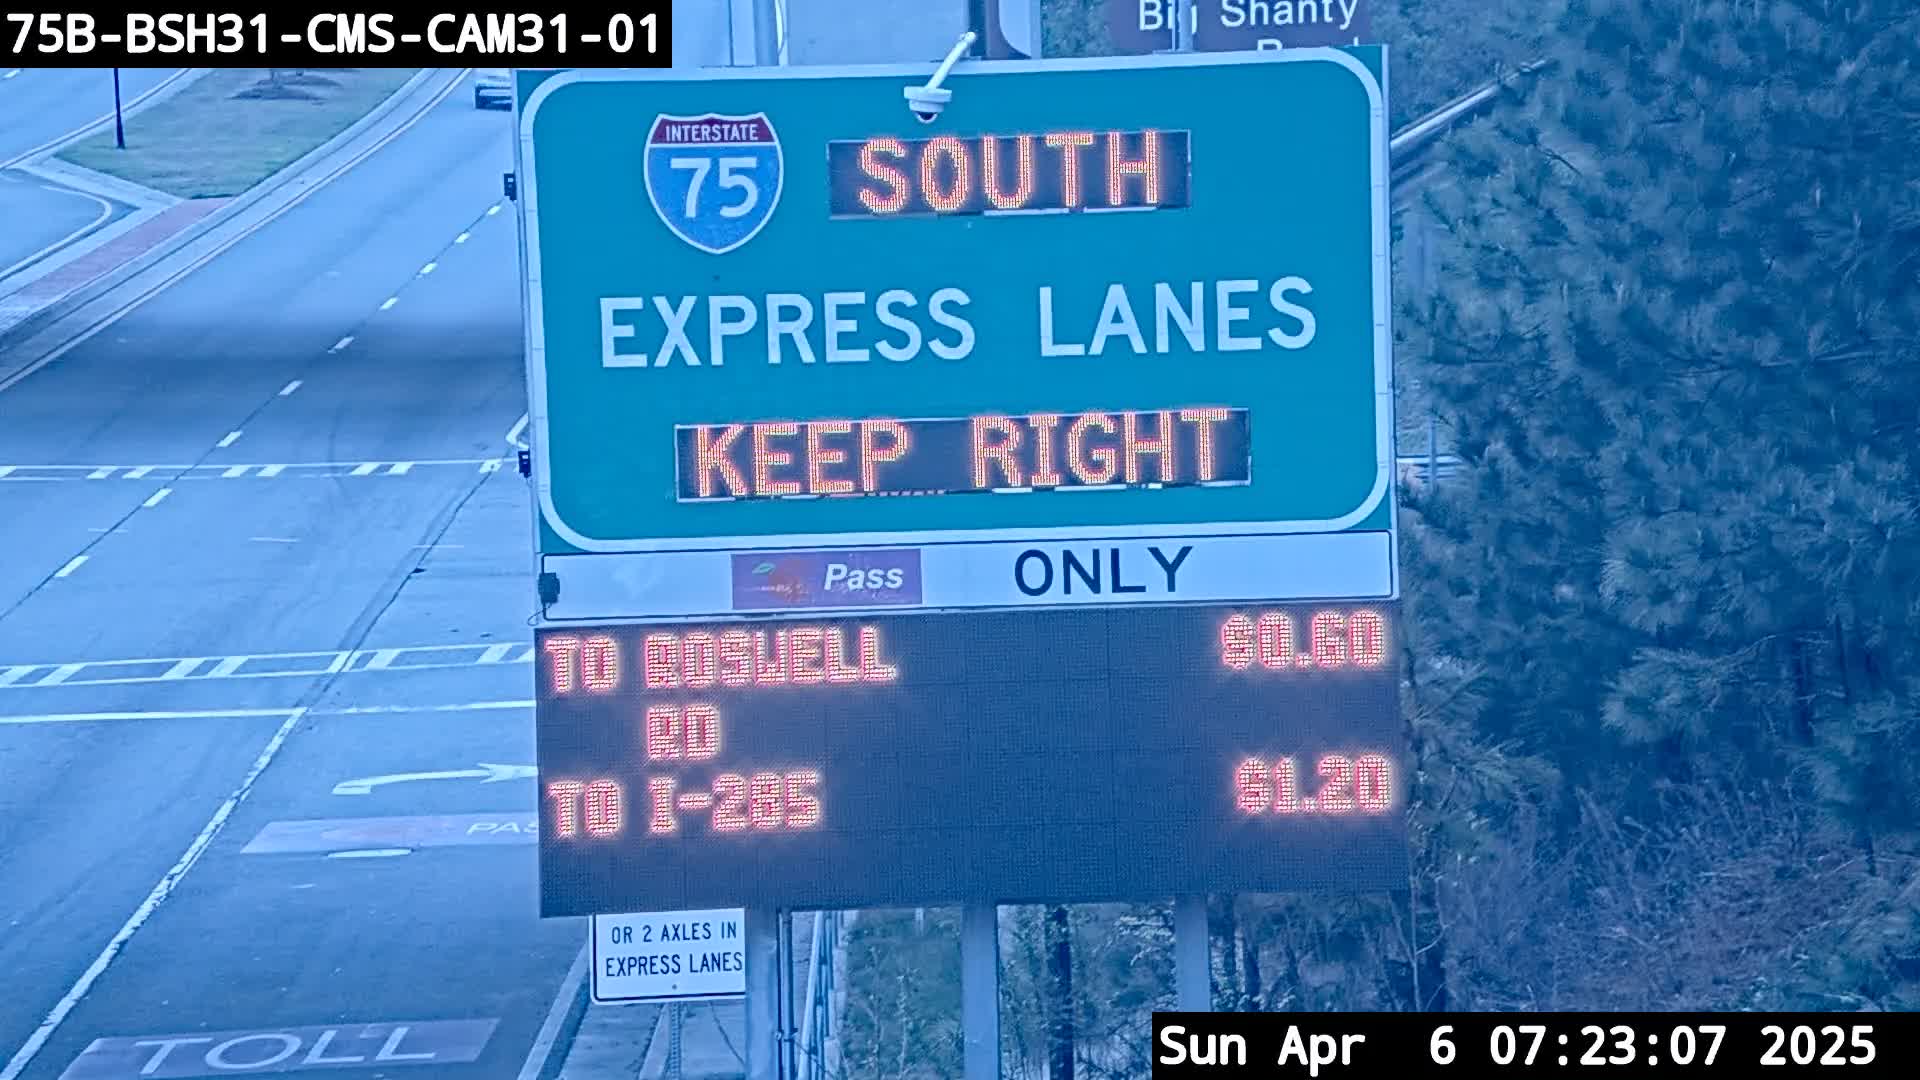 75B-BSH31-CMS-CAM31-01
Big Shanty
INTERSTATE
75
SOUTH
EXPRESS LANES
KEEP RIGHT
Pass ONLY
TO ROSWELL $0.60
RD
TO I-285 $1.20
OR 2 AXLES IN
EXPRESS LANES
TOLL
Sun Apr 6 07:23:07 2025